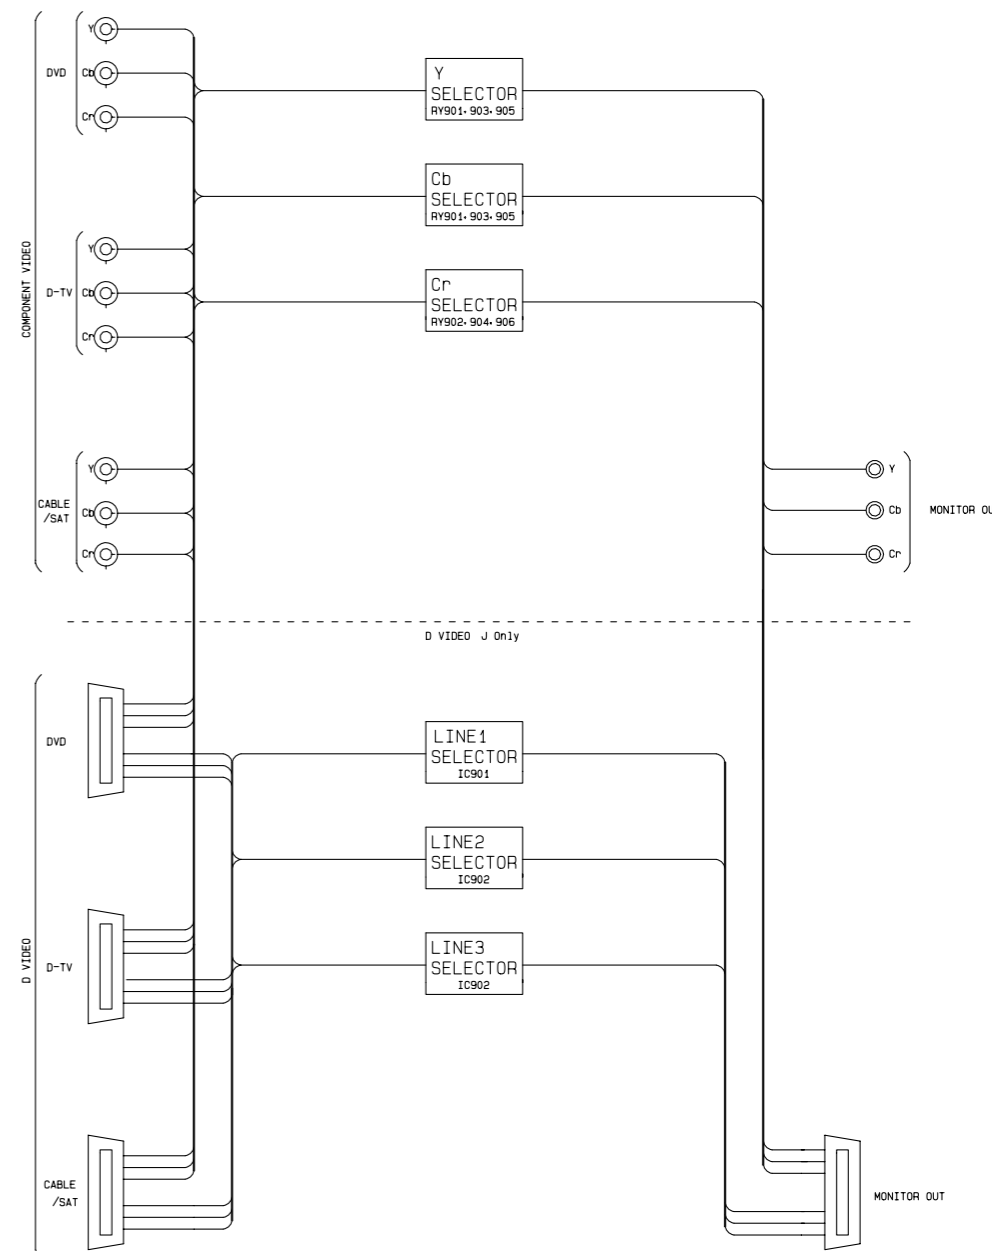 COMPONENT VIDEO
DVD
Y
Cb
Cr
Y
SELECTOR
RY901,903,905
Cb
SELECTOR
RY901,903,905
D-TV
Y
Cb
Cr
Cr
SELECTOR
RY902,904,906
CABLE
/SAT
Y
Cb
Cr
Y
Cb
Cr
MONITOR OU
D VIDEO J Only
D VIDEO
DVD
LINE1
SELECTOR
IC901
LINE2
SELECTOR
IC902
D-TV
LINE3
SELECTOR
IC902
CABLE
/SAT
MONITOR OUT